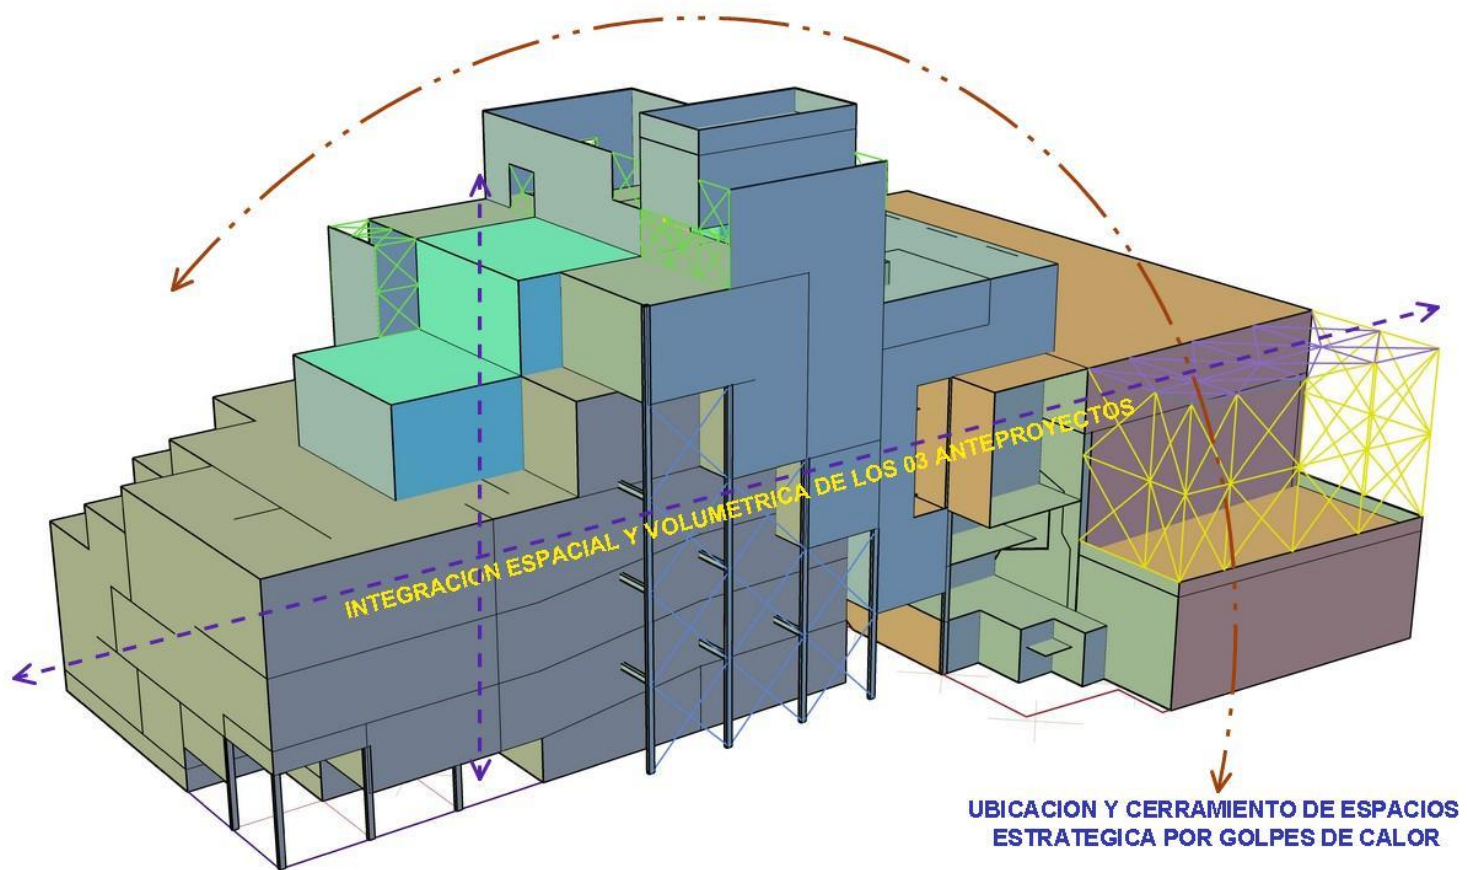 INTEGRACION ESPACIAL Y VOLUMETRICA DE LOS 03 ANTEPROYECTOS
UBICACION Y CERRAMIENTO DE ESPACIOS
ESTRATEGICA POR GOLPES DE CALOR